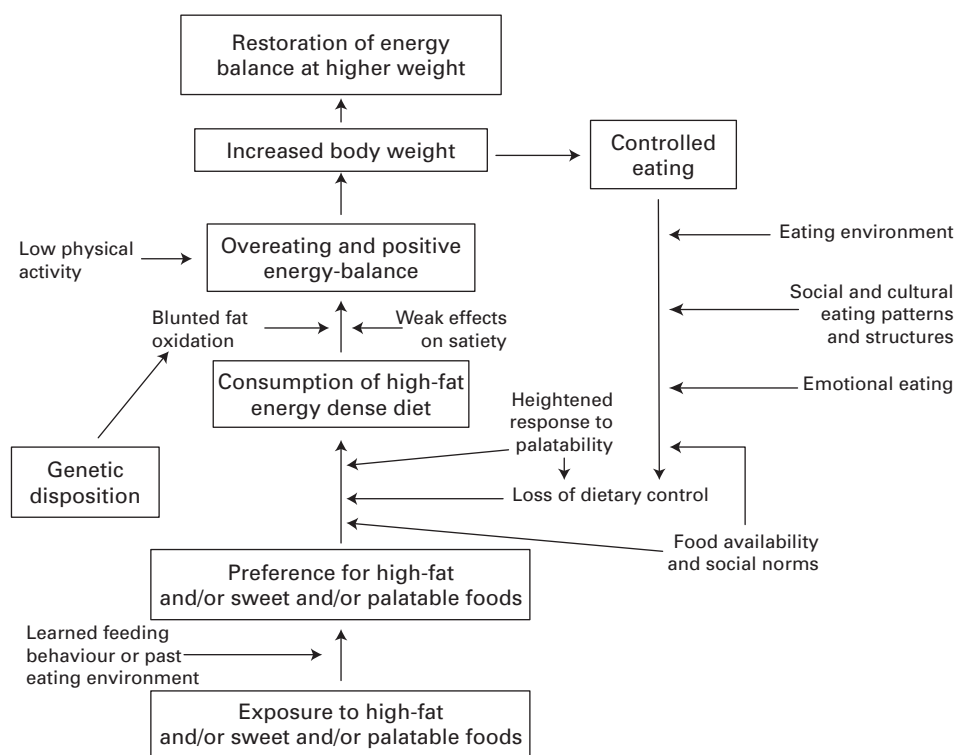 Restoration of energy
balance at higher weight
Increased body weight
Controlled
eating
Low physical
activity
Overeating and positive
energy-balance
Eating environment
Social and cultural
eating patterns
and structures
Blunted fat
oxidation
Weak effects
on satiety
Consumption of high-fat
energy dense diet
Emotional eating
Heightened
response to
palatability
Genetic
disposition
Loss of dietary control
Food availability
and social norms
Preference for high-fat
and/or sweet and/or palatable foods
Learned feeding
behaviour or past
eating environment
Exposure to high-fat
and/or sweet and/or palatable foods